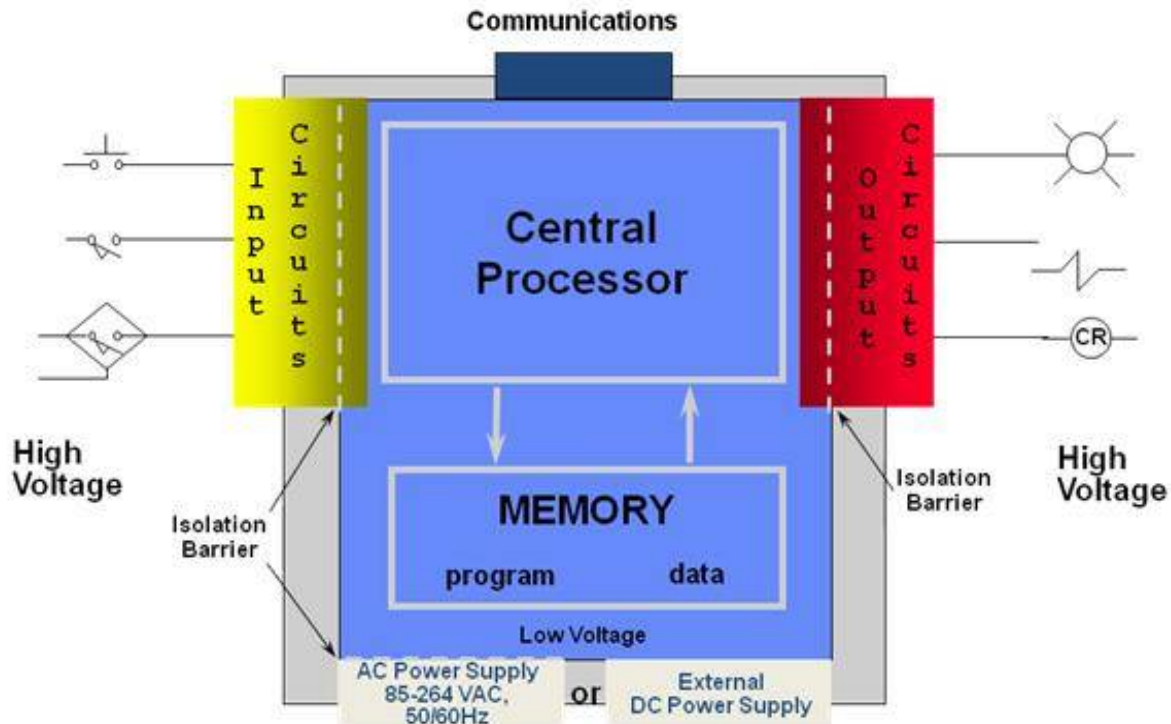 Communications
Input
Circuits
Central
Processor
Output
Circuits
CR
High
Voltage
Isolation
Barrier
MEMORY
program data
Low Voltage
Isolation
Barrier
High
Voltage
AC Power Supply
85-264 VAC,
50/60Hz
or
External
DC Power Supply